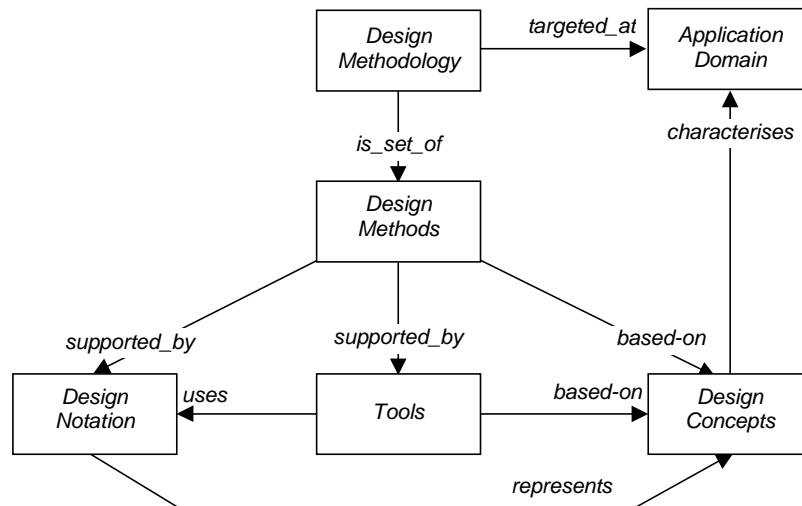 Design
Methodology
targeted_at
Application
Domain
characterises
is_set_of
Design
Methods
supported_by
supported_by
based-on
Design
Notation
uses
Tools
based-on
Design
Concepts
represents